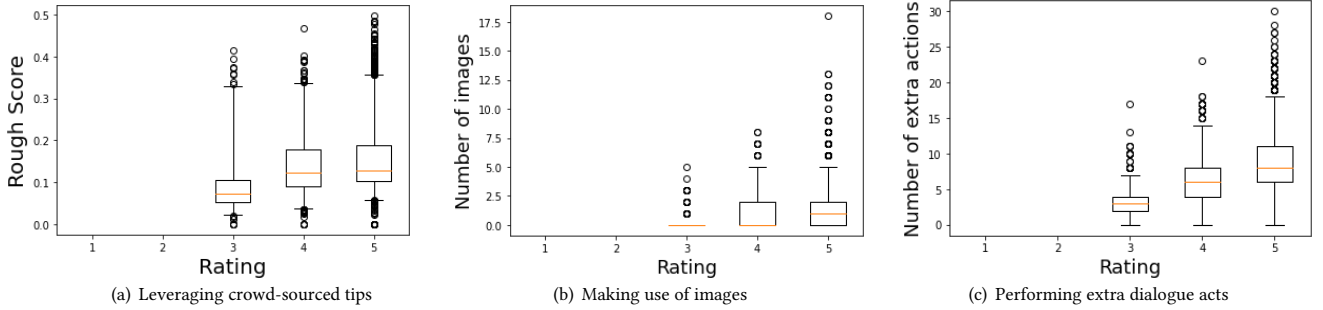 0.5
0.4
0.3
0.2
0.1
0.0
Rough Score
1 2 3 4 5
Rating
(a) Leveraging crowd-sourced tips
17.5
15.0
12.5
10.0
7.5
5.0
2.5
0.0
Number of images
1 2 3 4 5
Rating
(b) Making use of images
30
25
20
15
10
5
0
Number of extra actions
1 2 3 4 5
Rating
(c) Performing extra dialogue acts